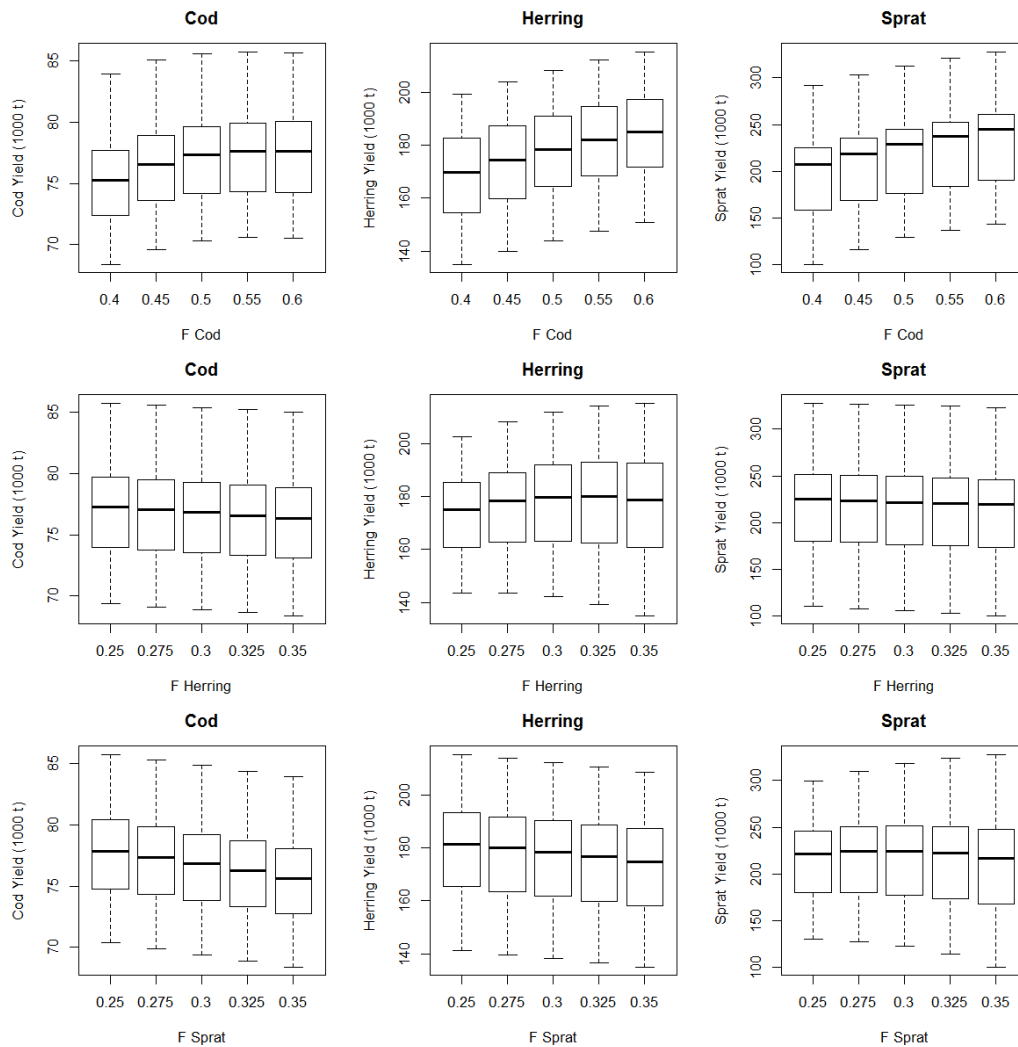 Cod Herring Sprat
Cod Yield (1000 t)
70 75 80 85
0.4 0.45 0.5 0.55 0.6
F Cod
Herring Yield (1000 t)
140 160 180 200
0.4 0.45 0.5 0.55 0.6
F Cod
Sprat Yield (1000 t)
100 150 200 250 300
0.4 0.45 0.5 0.55 0.6
F Cod
Cod Herring Sprat
Cod Yield (1000 t)
70 75 80 85
0.25 0.275 0.3 0.325 0.35
F Herring
Herring Yield (1000 t)
140 160 180 200
0.25 0.275 0.3 0.325 0.35
F Herring
Sprat Yield (1000 t)
100 150 200 250 300
0.25 0.275 0.3 0.325 0.35
F Herring
Cod Herring Sprat
Cod Yield (1000 t)
70 75 80 85
0.25 0.275 0.3 0.325 0.35
F Sprat
Herring Yield (1000 t)
140 160 180 200
0.25 0.275 0.3 0.325 0.35
F Sprat
Sprat Yield (1000 t)
100 150 200 250 300
0.25 0.275 0.3 0.325 0.35
F Sprat